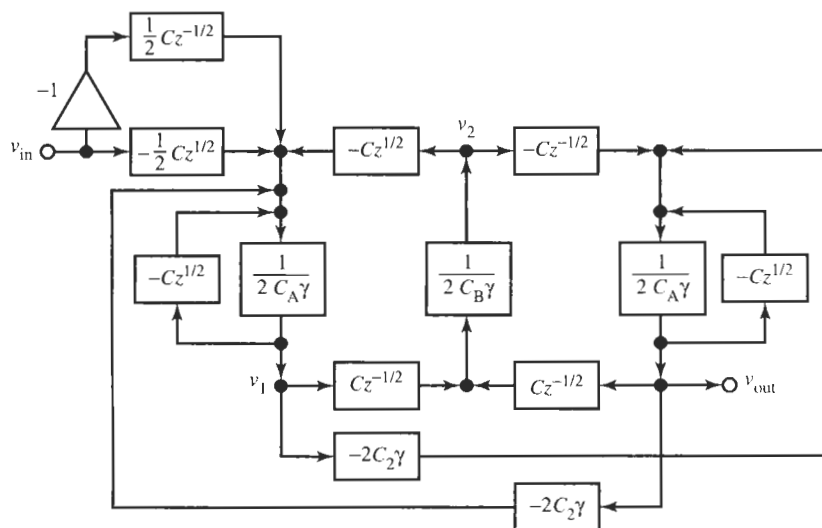 1/2 Cz^{-1/2}
−1
v_2
v_in
−1/2 Cz^{1/2}
−Cz^{1/2}
−Cz^{-1/2}
−Cz^{1/2}
1/(2 C_A γ)
1/(2 C_B γ)
1/(2 C_A γ)
−Cz^{1/2}
v_1
Cz^{-1/2}
Cz^{-1/2}
v_out
−2C_2γ
−2C_2γ